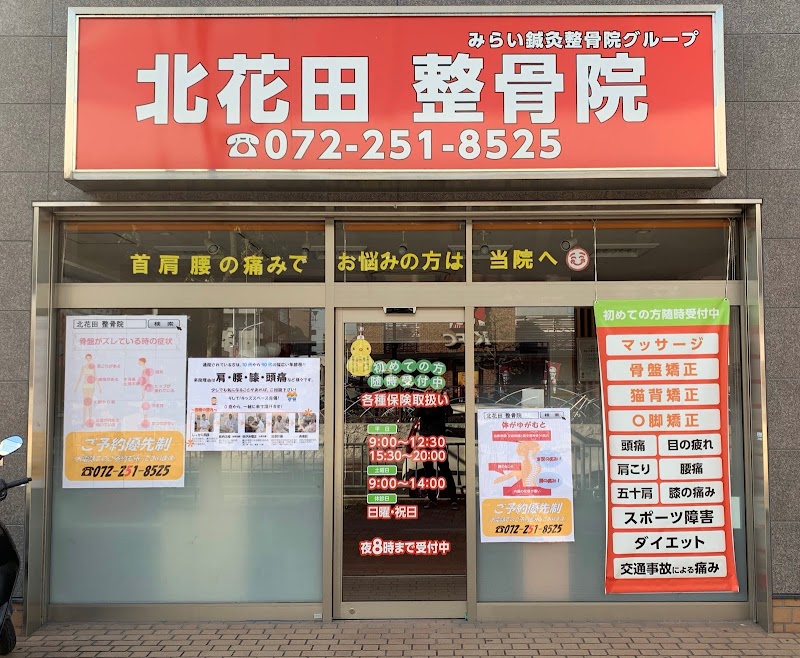 みらい鍼灸整骨院グループ
北花田 整骨院
☎072-251-8525
首肩腰の痛みで お悩みの方は 当院へ
北花田 整骨院 検索
骨盤がズレている時の症状
ご予約優先制
☎072-251-8525
肩・腰・膝・頭痛
初めての方
随時受付中
各種保険取扱い
平日
9:00〜12:30
15:30〜20:00
土曜日
9:00〜14:00
休診日
日曜・祝日
夜8時まで受付中
北花田 整骨院 検索
体がゆがむと
ご予約優先制
☎072-251-8525
初めての方随時受付中
マッサージ
骨盤矯正
猫背矯正
O脚矯正
頭痛 目の疲れ
肩こり 腰痛
五十肩 膝の痛み
スポーツ障害
ダイエット
交通事故による痛み